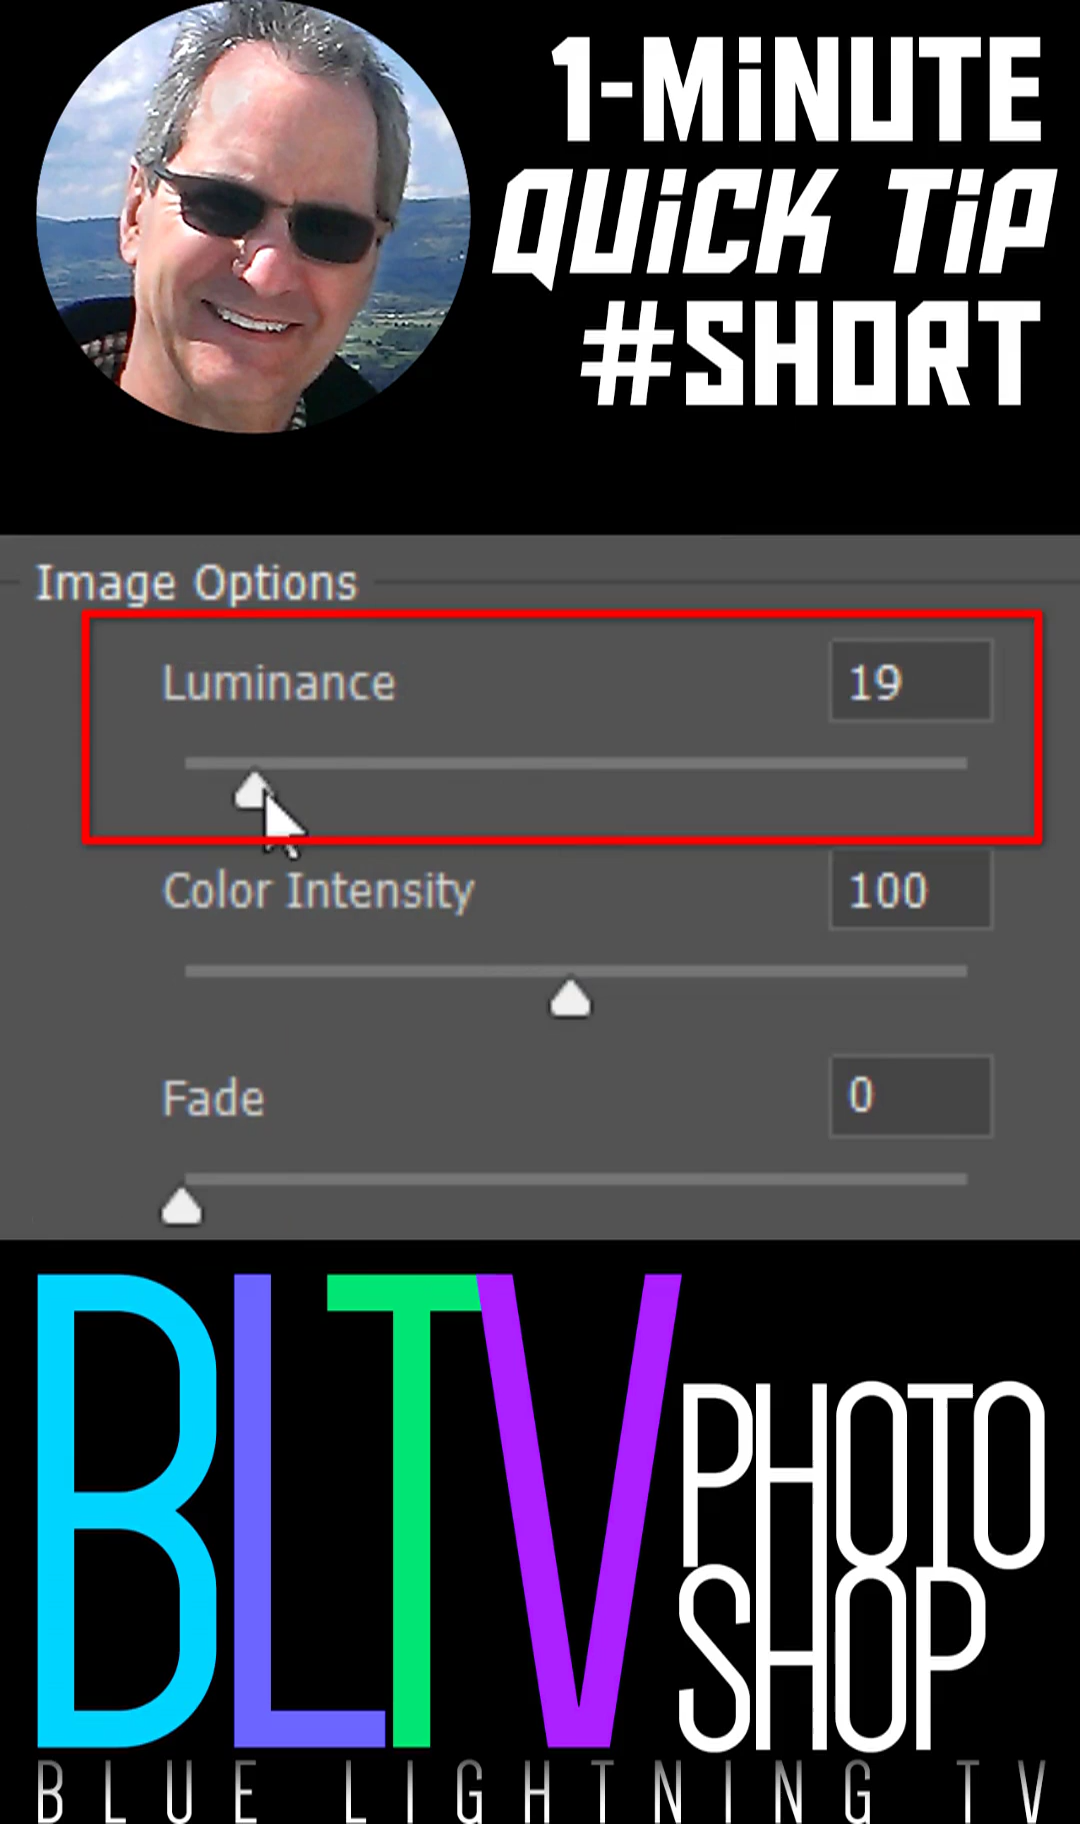 1-MiNUTE
QUiCK TiP
#SHORT
Image Options
Luminance 19
Color Intensity 100
Fade 0
BLTV PHOTO
SHOP
BLUE LIGHTNING TV